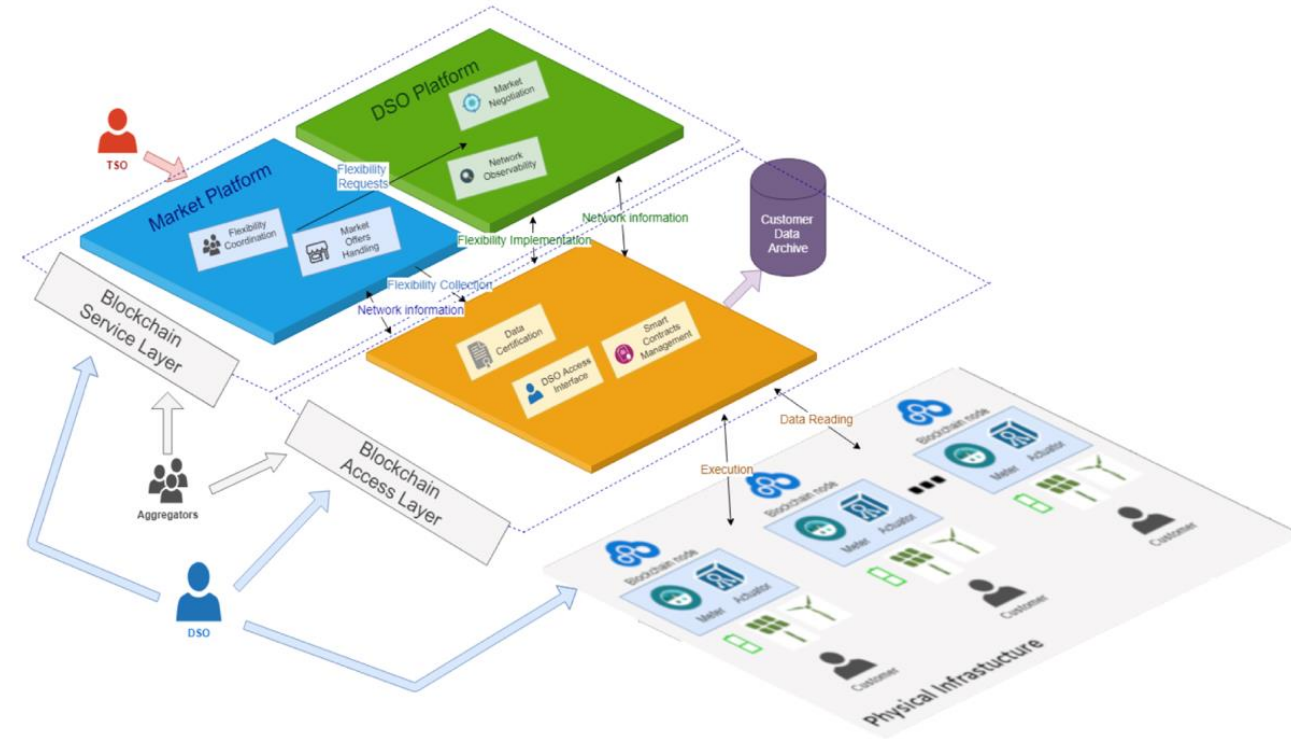 DSO Platform
Market
Negotiation
Network
Observability
TSO
Market Platform
Flexibility
Requests
Flexibility
Coordination
Market
Offers
Handling
Network information
Flexibility Implementation
Customer
Data
Archive
Flexibility Collection
Network information
Blockchain
Service Layer
Data
Certification
DSO Access
Interface
Smart
Contracts
Management
Data Reading
Execution
Blockchain
Access Layer
Aggregators
DSO
Blockchain node
Meter
Actuator
Customer
Blockchain node
Meter
Actuator
Customer
Blockchain node
Meter
Actuator
Customer
Physical Infrastucture